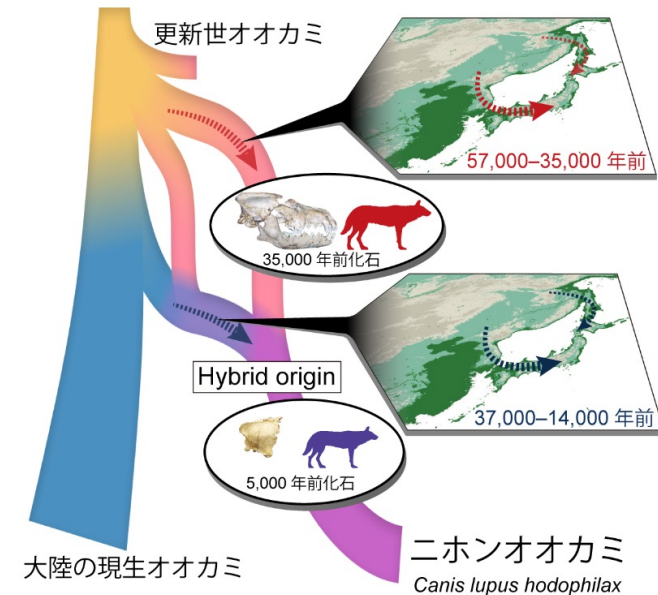 更新世オオカミ
57,000–35,000 年前
35,000 年前化石
Hybrid origin
37,000–14,000 年前
5,000 年前化石
大陸の現生オオカミ
ニホンオオカミ
Canis lupus hodophilax